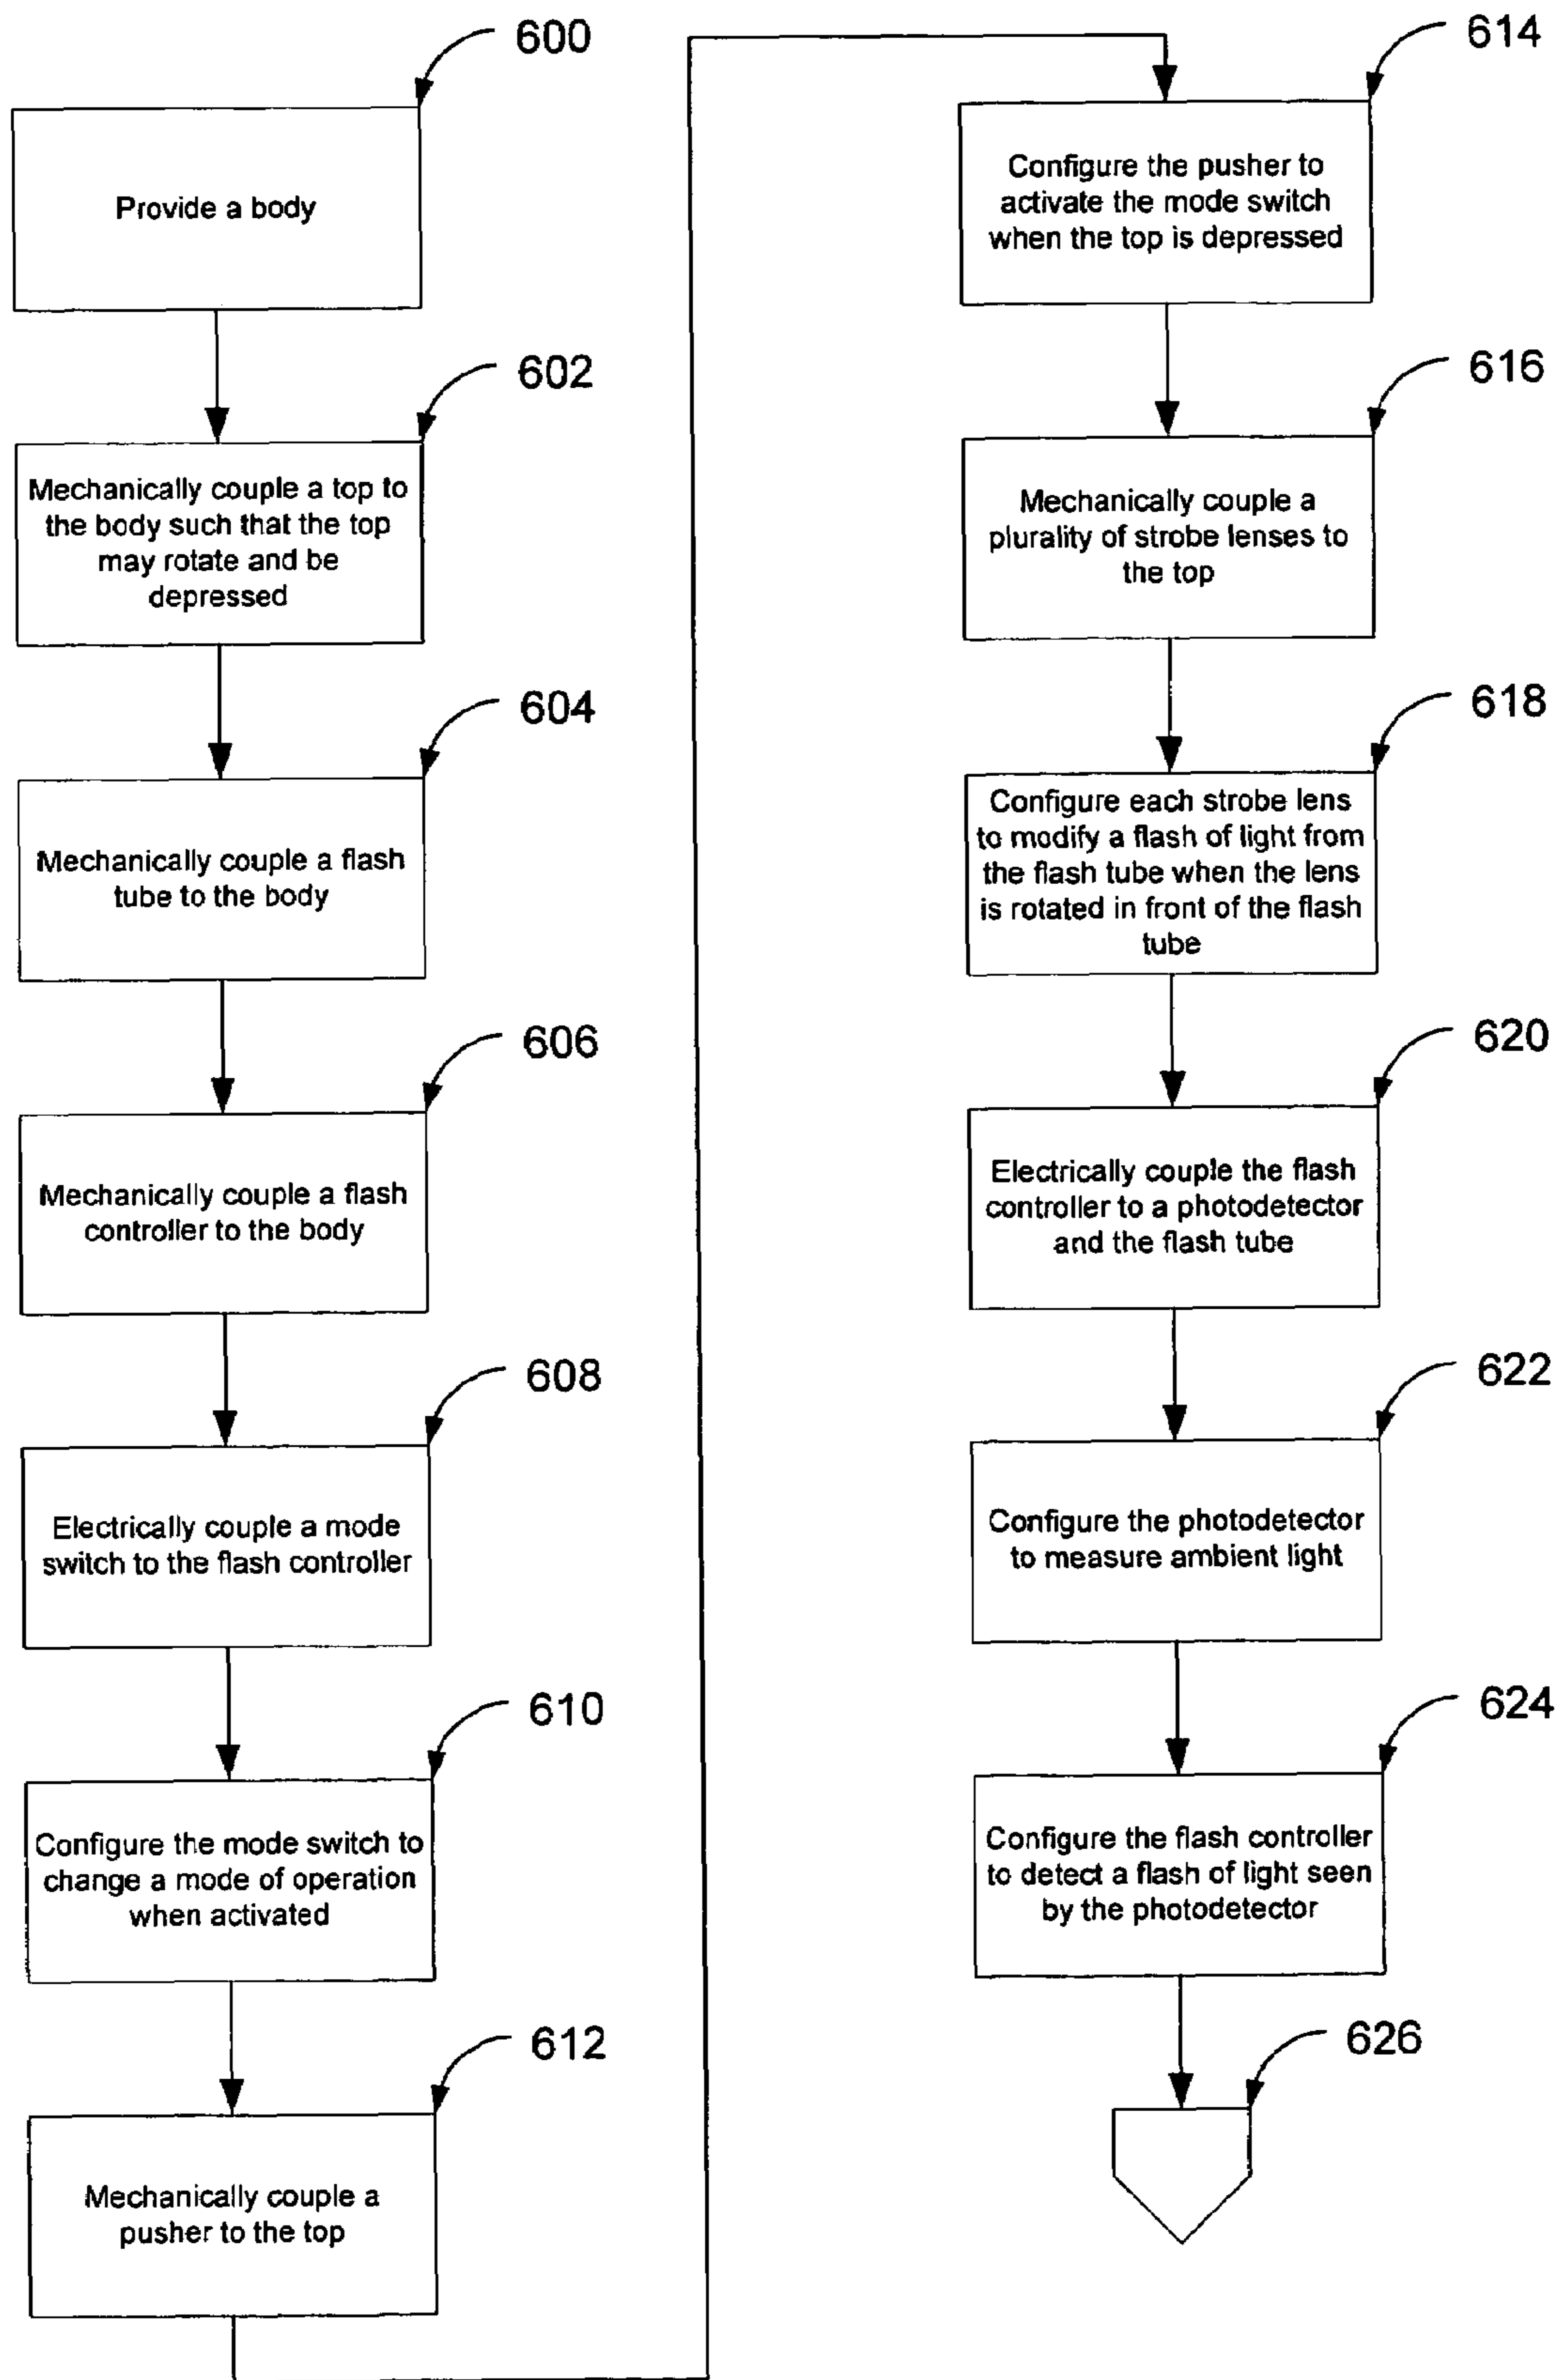 600
Provide a body
602
Mechanically couple a top to
the body such that the top
may rotate and be
depressed
604
Mechanically couple a flash
tube to the body
606
Mechanically couple a flash
controller to the body
608
Electrically couple a mode
switch to the flash controller
610
Configure the mode switch to
change a mode of operation
when activated
612
Mechanically couple a
pusher to the top
614
Configure the pusher to
activate the mode switch
when the top is depressed
616
Mechanically couple a
plurality of strobe lenses to
the top
618
Configure each strobe lens
to modify a flash of light from
the flash tube when the lens
is rotated in front of the flash
tube
620
Electrically couple the flash
controller to a photodetector
and the flash tube
622
Configure the photodetector
to measure ambient light
624
Configure the flash controller
to detect a flash of light seen
by the photodetector
626